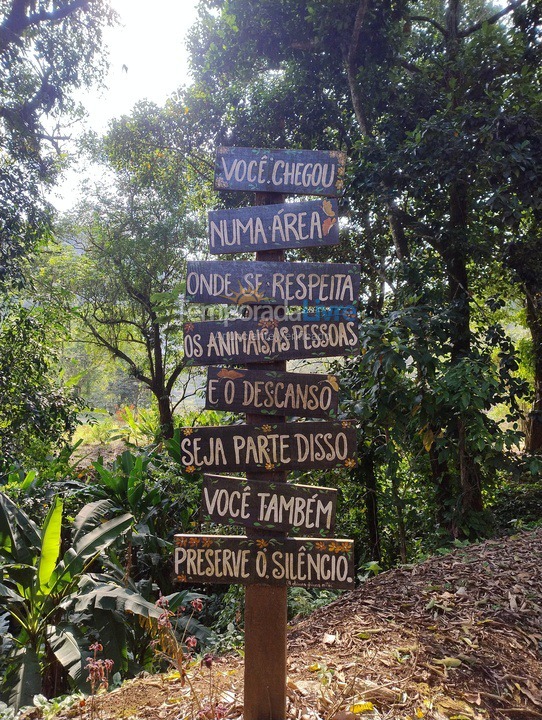 VOCÊ CHEGOU
NUMA ÁREA
ONDE SE RESPEITA
TemporadaLivre
OS ANIMAIS, AS PESSOAS
E O DESCANSO
SEJA PARTE DISSO
VOCÊ TAMBÉM
PRESERVE O SILÊNCIO.